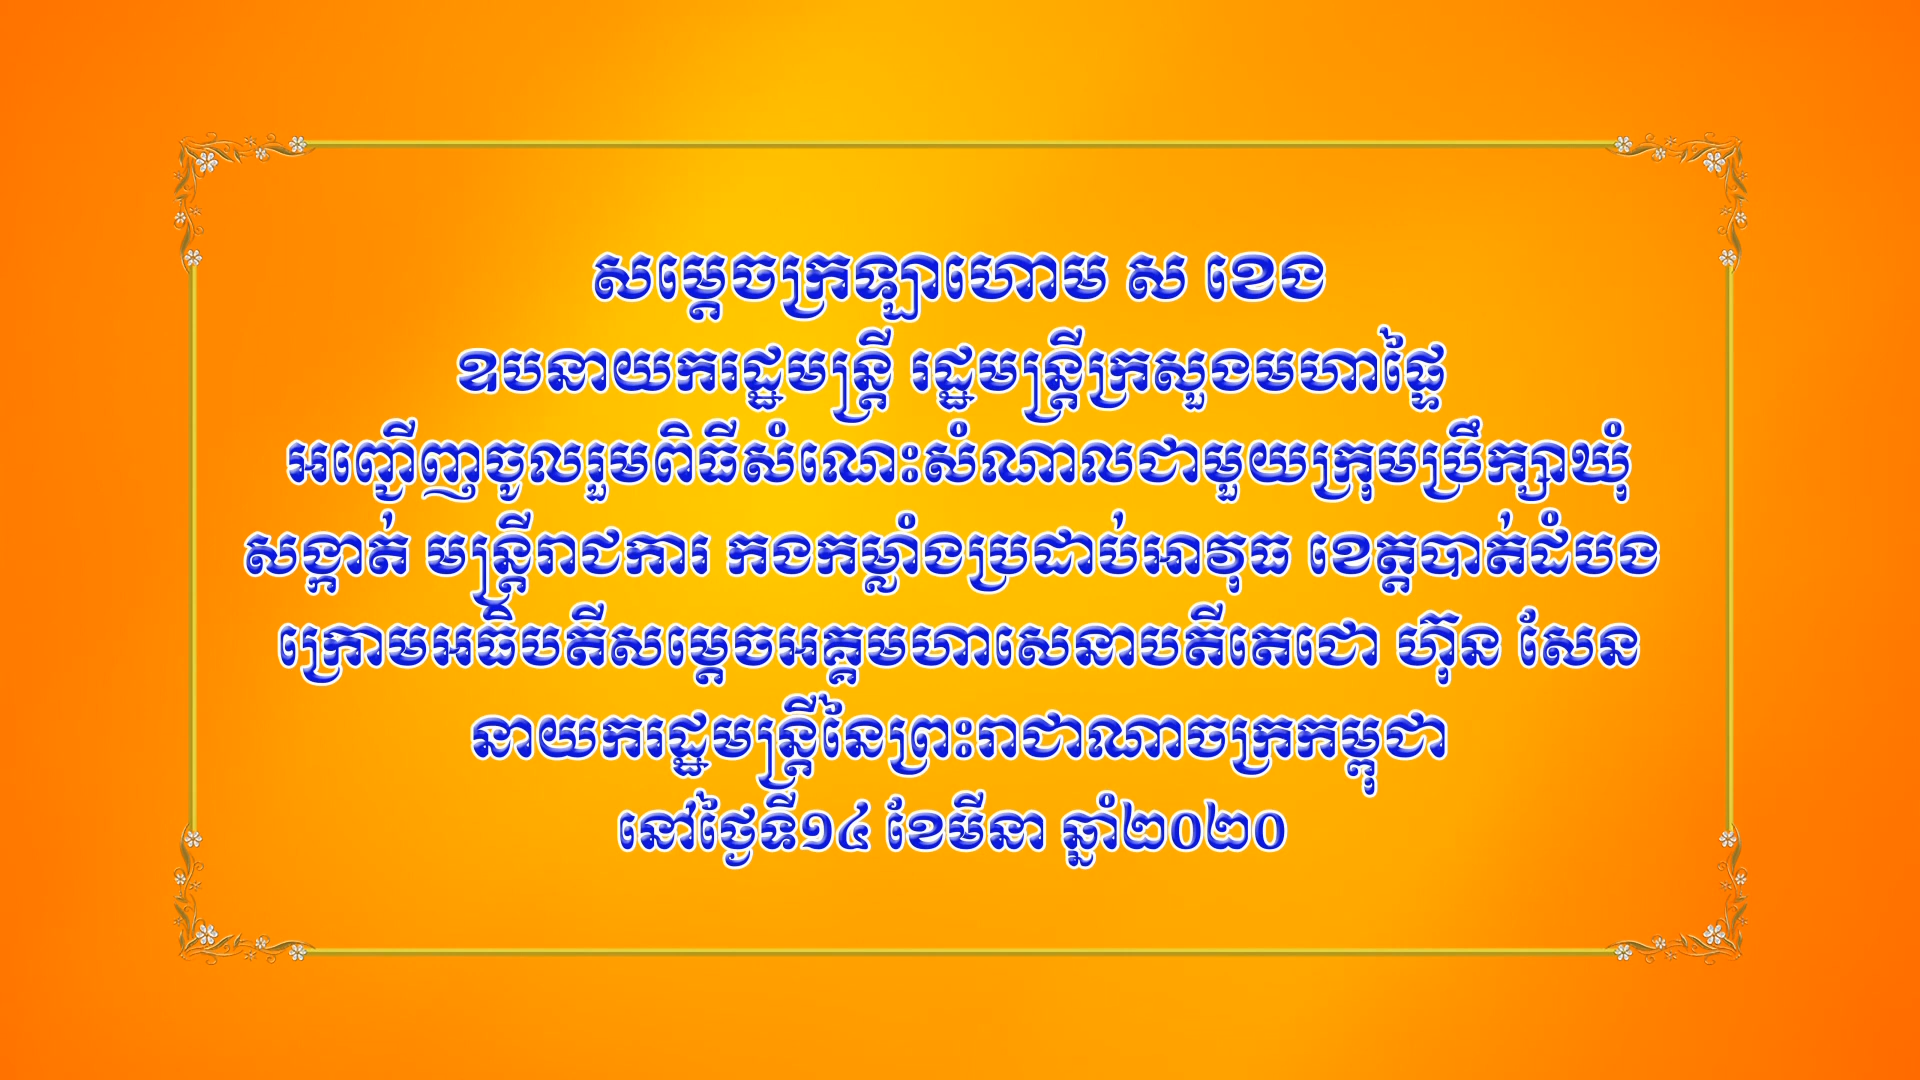 សម្ដេចក្រឡាហោម ស ខេង
ឧបនាយករដ្ឋមន្ត្រី រដ្ឋមន្ត្រីក្រសួងមហាផ្ទៃ
អញ្ជើញចូលរួមពិធីសំណេះសំណាលជាមួយក្រុមប្រឹក្សាឃុំ
សង្កាត់ មន្ត្រីរាជការ កងកម្លាំងប្រដាប់អាវុធ ខេត្តបាត់ដំបង
ក្រោមអធិបតីសម្ដេចអគ្គមហាសេនាបតីតេជោ ហ៊ុន សែន
នាយករដ្ឋមន្ត្រីនៃព្រះរាជាណាចក្រកម្ពុជា
នៅថ្ងៃទី១៤ ខែមីនា ឆ្នាំ២០២០